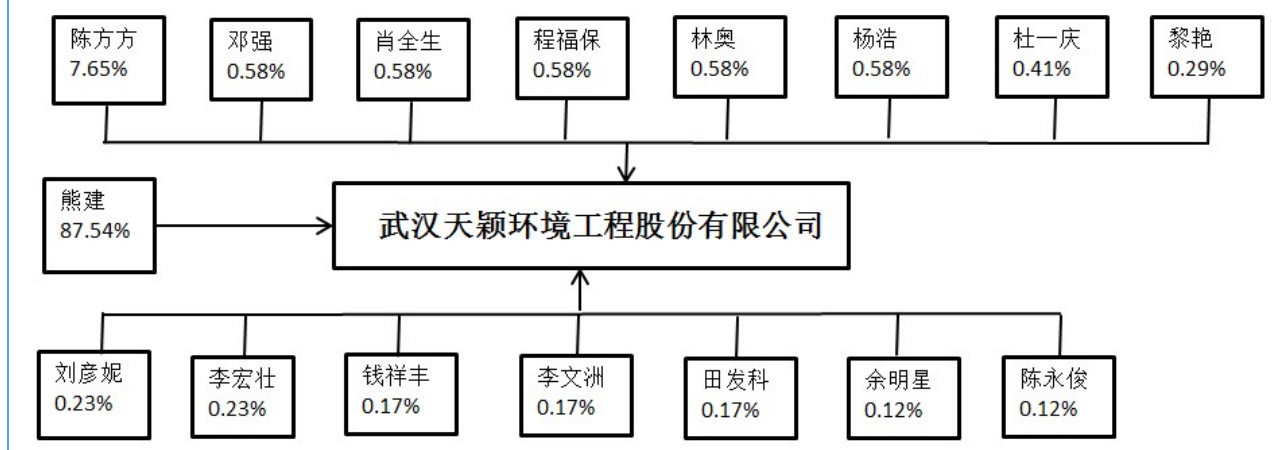 陈方方
7.65%
邓强
0.58%
肖全生
0.58%
程福保
0.58%
林奥
0.58%
杨浩
0.58%
杜一庆
0.41%
黎艳
0.29%
熊建
87.54%
武汉天颖环境工程股份有限公司
刘彦妮
0.23%
李宏壮
0.23%
钱祥丰
0.17%
李文洲
0.17%
田发科
0.17%
余明星
0.12%
陈永俊
0.12%